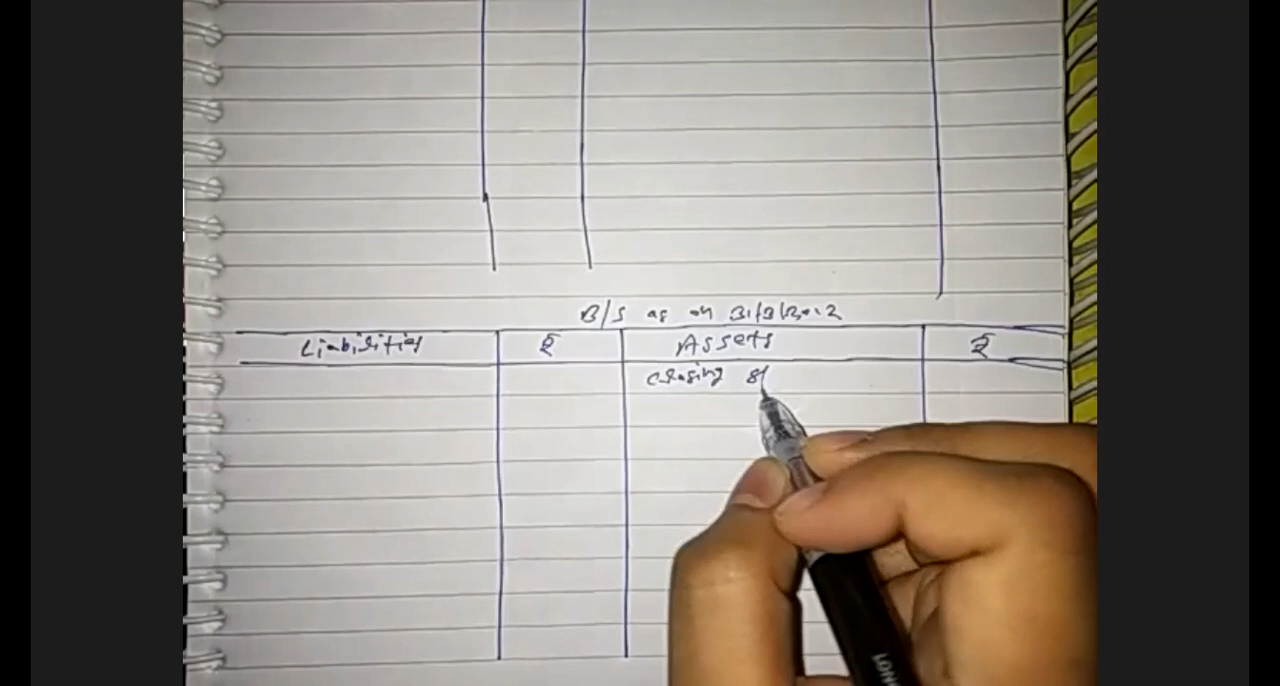 B/S as on 31/3/2012
Liabilities ₹ Assets ₹
closing st